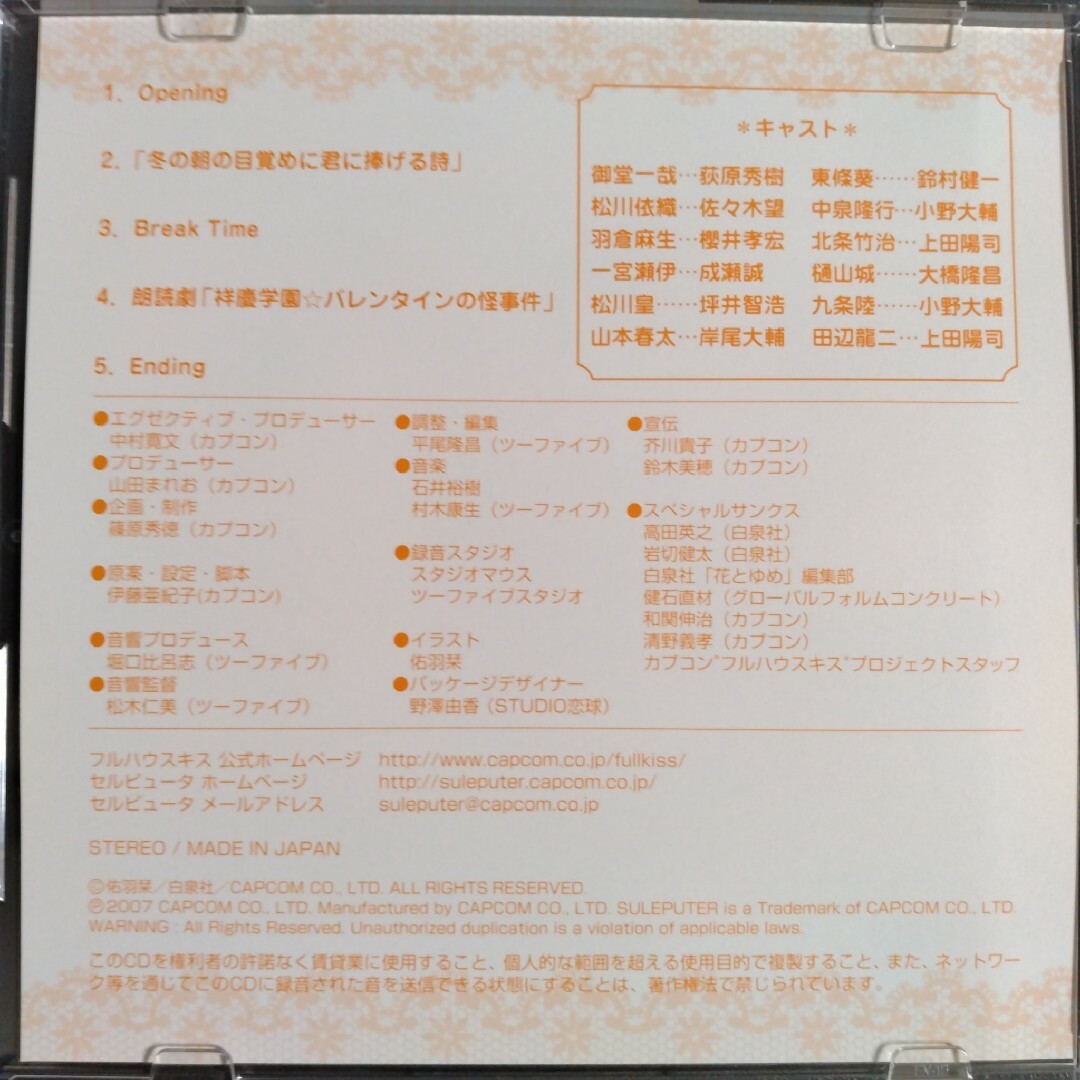 1. Opening
2. 「冬の朝の目覚めに君に捧げる詩」
3. Break Time
4. 朗読劇「祥慶学園☆バレンタインの怪事件」
5. Ending
＊キャスト＊
御堂一哉…荻原秀樹 東條葵……鈴村健一
松川依織…佐々木望 中泉隆行…小野大輔
羽倉麻生…櫻井孝宏 北条竹治…上田陽司
一宮瀬伊…成瀬誠 樋山城……大橋隆昌
松川皇……坪井智浩 九条陸……小野大輔
山本春太…岸尾大輔 田辺龍二…上田陽司
●エグゼクティブ・プロデューサー
中村寛文（カプコン）
●プロデューサー
山田まれお（カプコン）
●企画・制作
篠原秀徳（カプコン）
●原案・設定・脚本
伊藤亜紀子(カプコン)
●音響プロデュース
堀口比呂志（ツーファイブ）
●音響監督
松木仁美（ツーファイブ）
●調整・編集
平尾隆昌（ツーファイブ）
●音楽
石井裕樹
村木康生（ツーファイブ）
●録音スタジオ
スタジオマウス
ツーファイブスタジオ
●イラスト
佑羽栞
●パッケージデザイナー
野澤由香（STUDIO恋球）
●宣伝
芥川貴子（カプコン）
鈴木美穂（カプコン）
●スペシャルサンクス
高田英之（白泉社）
岩切健太（白泉社）
白泉社「花とゆめ」編集部
健石直材（グローバルフォルムコンクリート）
和関伸治（カプコン）
清野義孝（カプコン）
カプコン"フルハウスキス"プロジェクトスタッフ
フルハウスキス 公式ホームページ http://www.capcom.co.jp/fullkiss/
セルピュータ ホームページ http://suleputer.capcom.co.jp/
セルピュータ メールアドレス suleputer@capcom.co.jp
STEREO / MADE IN JAPAN
©佑羽栞／白泉社／CAPCOM CO., LTD. ALL RIGHTS RESERVED.
℗2007 CAPCOM CO., LTD. Manufactured by CAPCOM CO., LTD. SULEPUTER is a Trademark of CAPCOM CO., LTD.
WARNING : All Rights Reserved. Unauthorized duplication is a violation of applicable laws.
このCDを権利者の許諾なく賃貸業に使用すること、個人的な範囲を超える使用目的で複製すること、また、ネットワー
ク等を通じてこのCDに録音された音を送信できる状態にすることは、著作権法で禁じられています。